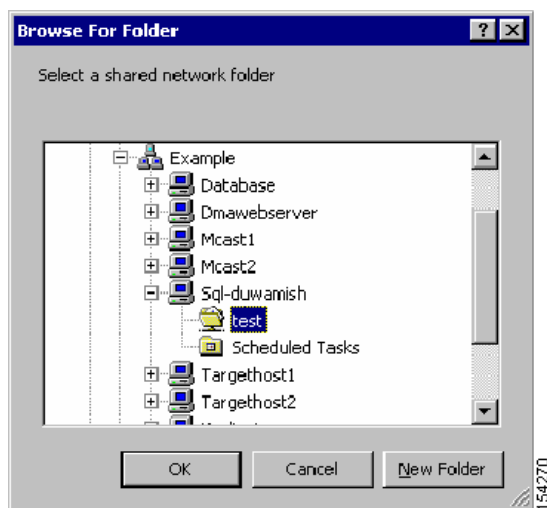 Browse For Folder
Select a shared network folder
Example
Database
Dmawebserver
Mcast1
Mcast2
Sql-duwamish
test
Scheduled Tasks
Targethost1
Targethost2
OK
Cancel
New Folder
154270